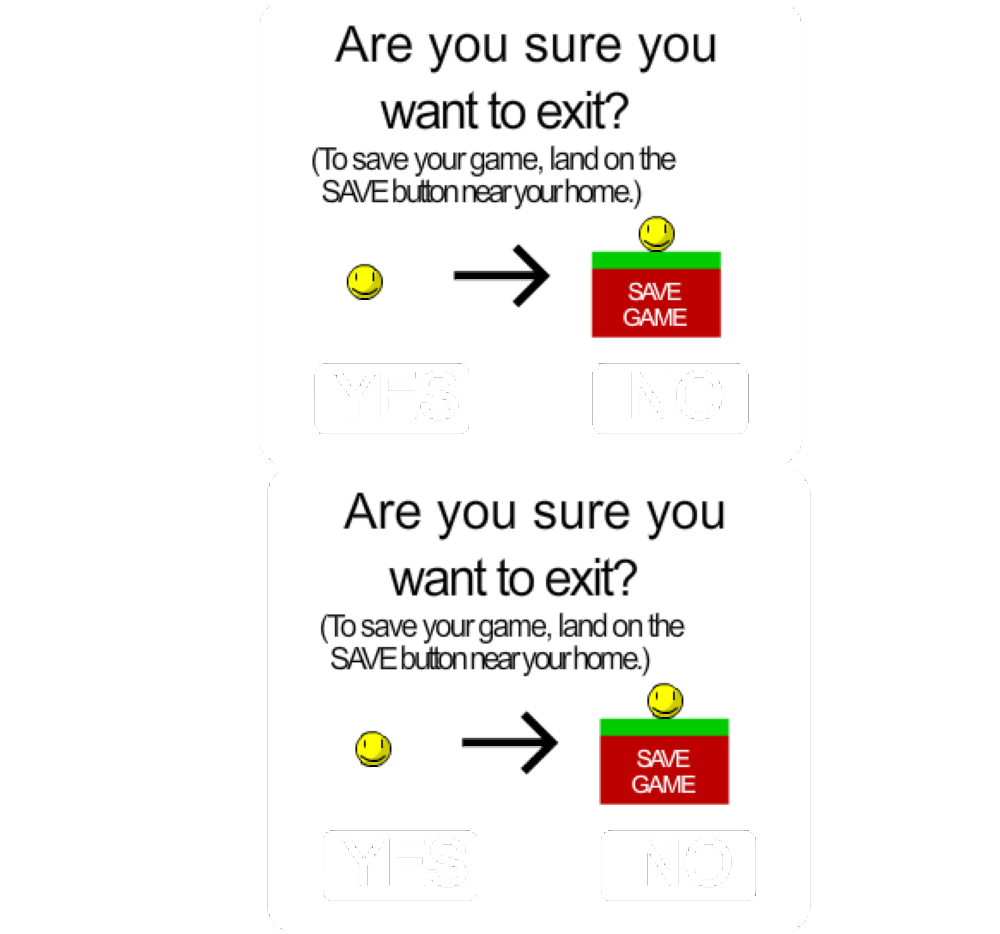 Are you sure you
want to exit?
(To save your game, land on the
SAVE button near your home.)
SAVE
GAME
YES NO
Are you sure you
want to exit?
(To save your game, land on the
SAVE button near your home.)
SAVE
GAME
YES NO